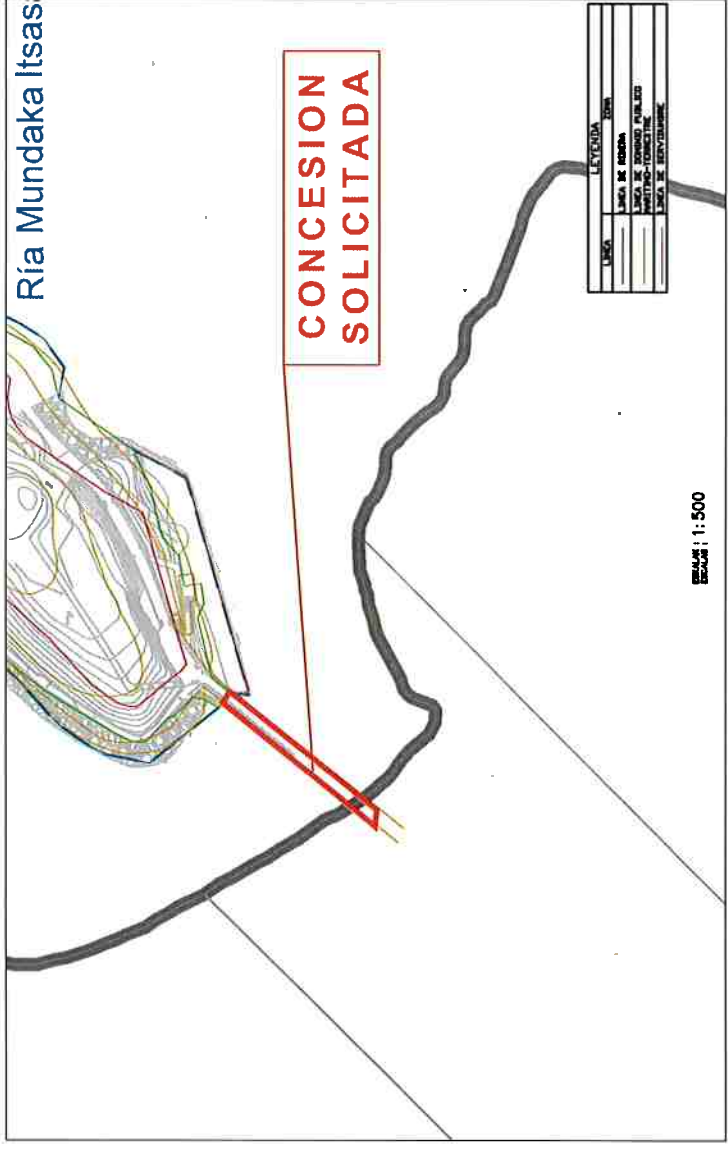 Ría Mundaka Itsas
CONCESION
SOLICITADA
LEYENDA
LINEA ZONA
LINEA DE RIBERA
LINEA DE DOMINIO PUBLICO
MARITIMO-TERRESTRE
LINEA DE SERVIDUMBRE
1:500